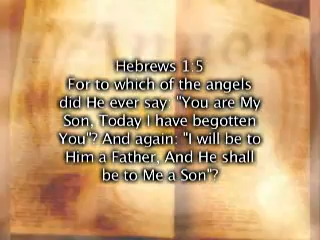 Hebrews 1:5
For to which of the angels
did He ever say: "You are My
Son, Today I have begotten
You"? And again: "I will be to
Him a Father, And He shall
be to Me a Son"?